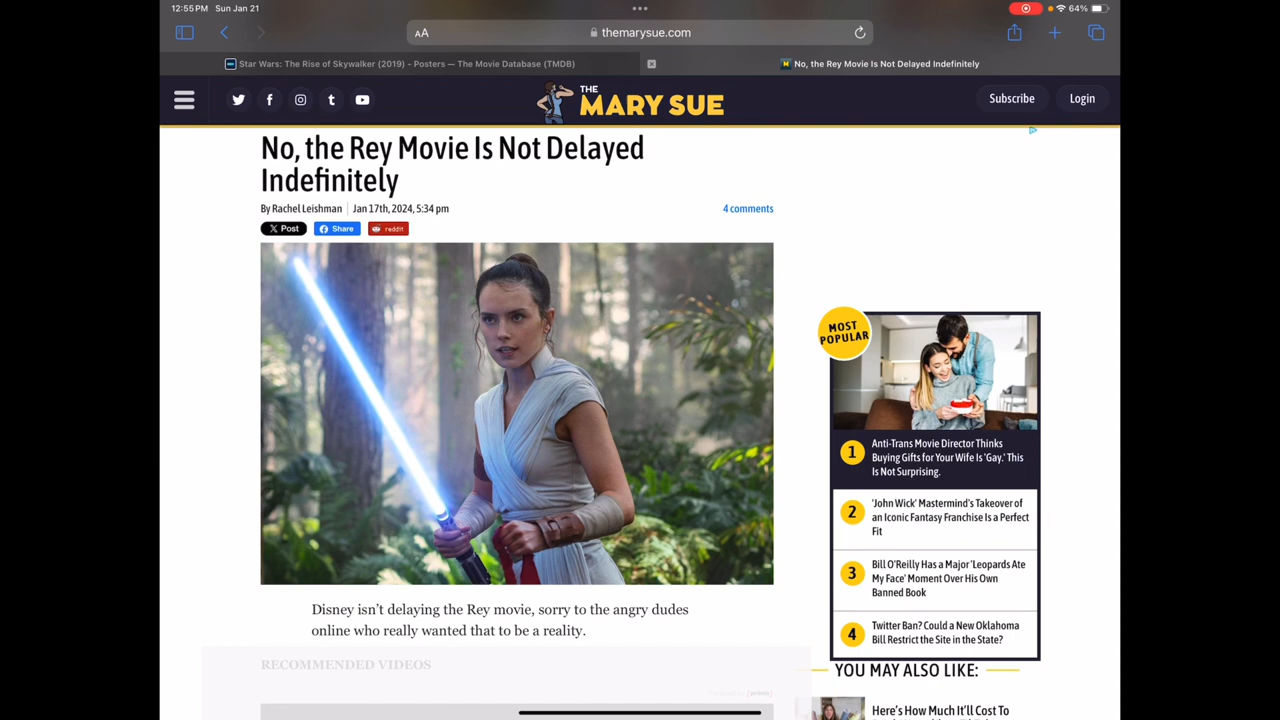 12:55 PM Sun Jan 21
64%
AA
themarysue.com
Star Wars: The Rise of Skywalker (2019) - Posters — The Movie Database (TMDB)
No, the Rey Movie Is Not Delayed Indefinitely
THE
MARY SUE
Subscribe
Login
No, the Rey Movie Is Not Delayed
Indefinitely
By Rachel Leishman | Jan 17th, 2024, 5:34 pm
4 comments
X Post
Share
reddit
MOST
POPULAR
1
Anti-Trans Movie Director Thinks
Buying Gifts for Your Wife Is 'Gay.' This
Is Not Surprising.
2
'John Wick' Mastermind's Takeover of
an Iconic Fantasy Franchise Is a Perfect
Fit
3
Bill O'Reilly Has a Major 'Leopards Ate
My Face' Moment Over His Own
Banned Book
4
Twitter Ban? Could a New Oklahoma
Bill Restrict the Site in the State?
Disney isn't delaying the Rey movie, sorry to the angry dudes
online who really wanted that to be a reality.
RECOMMENDED VIDEOS
YOU MAY ALSO LIKE:
Here's How Much It'll Cost To